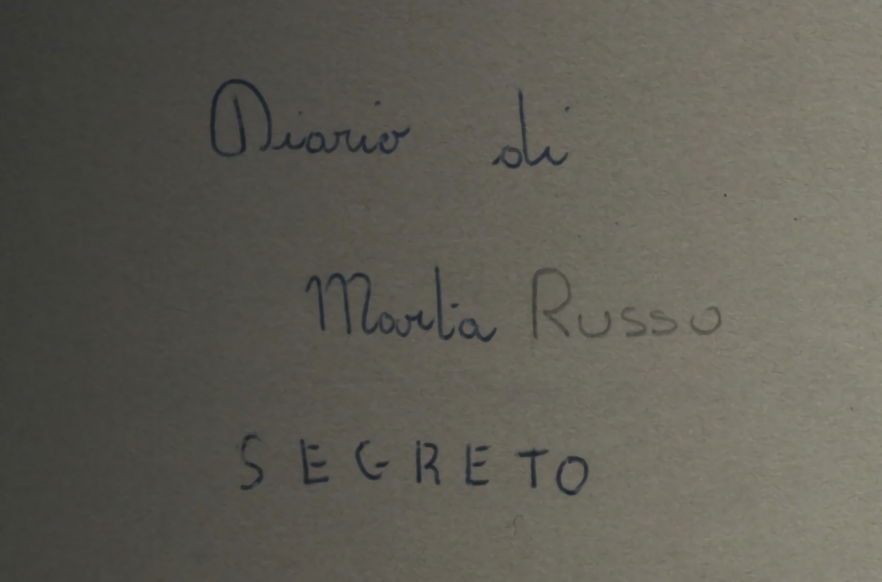 Diario di
Marta Russo
SEGRETO